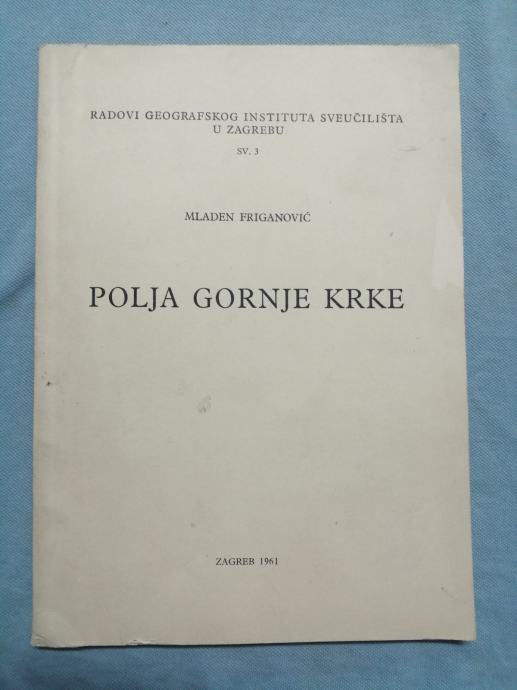 RADOVI GEOGRAFSKOG INSTITUTA SVEUČILIŠTA
U ZAGREBU
SV. 3
MLADEN FRIGANOVIĆ
POLJA GORNJE KRKE
ZAGREB 1961